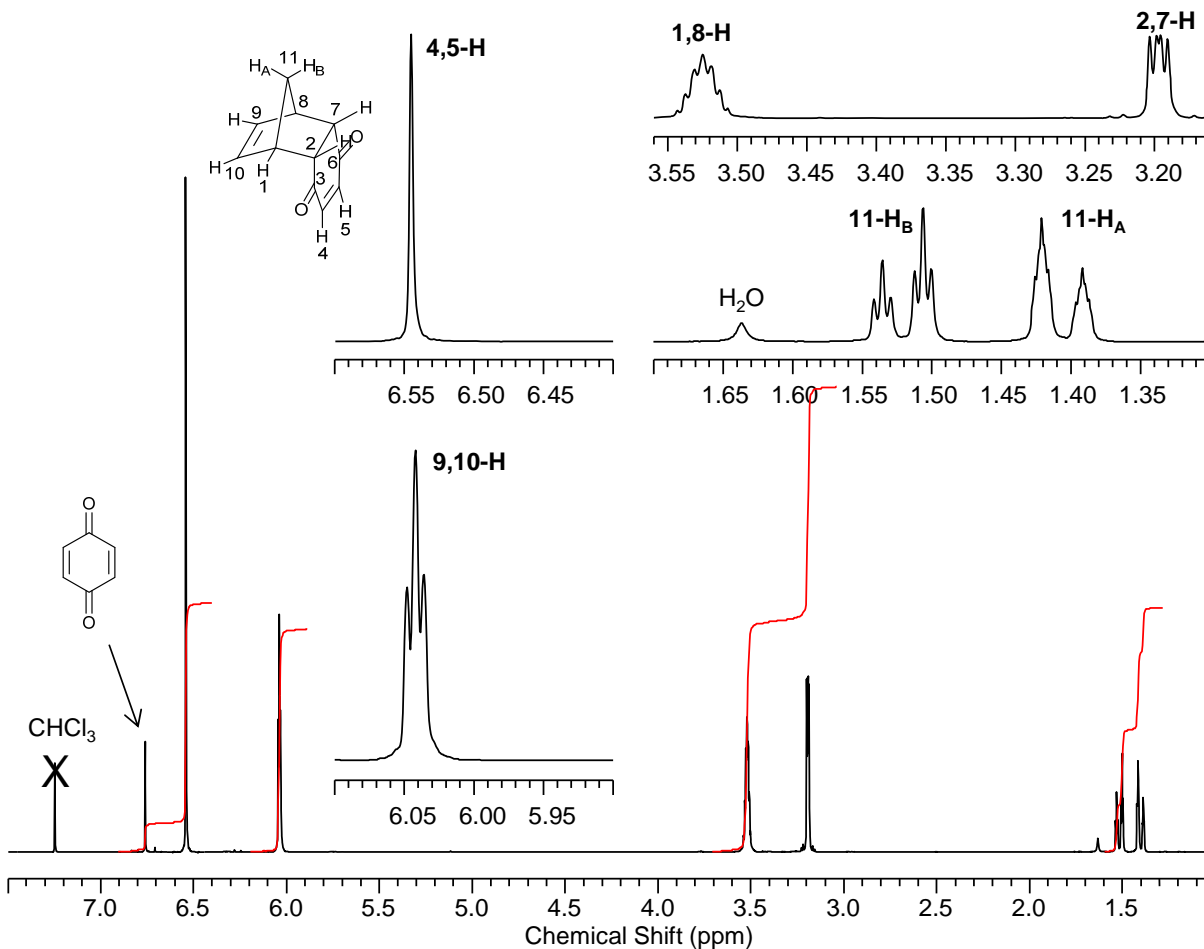 4,5-H
6.55 6.50 6.45
1,8-H
2,7-H
3.55 3.50 3.45 3.40 3.35 3.30 3.25 3.20
H₂O
11-H_B
11-H_A
1.65 1.60 1.55 1.50 1.45 1.40 1.35
9,10-H
6.05 6.00 5.95
H_A 11 H_B
8
9 7 H
H O
2 H
10 H 6
1 3
O
H
5
H
4
O
O
CHCl₃
X
7.0 6.5 6.0 5.5 5.0 4.5 4.0 3.5 3.0 2.5 2.0 1.5
Chemical Shift (ppm)